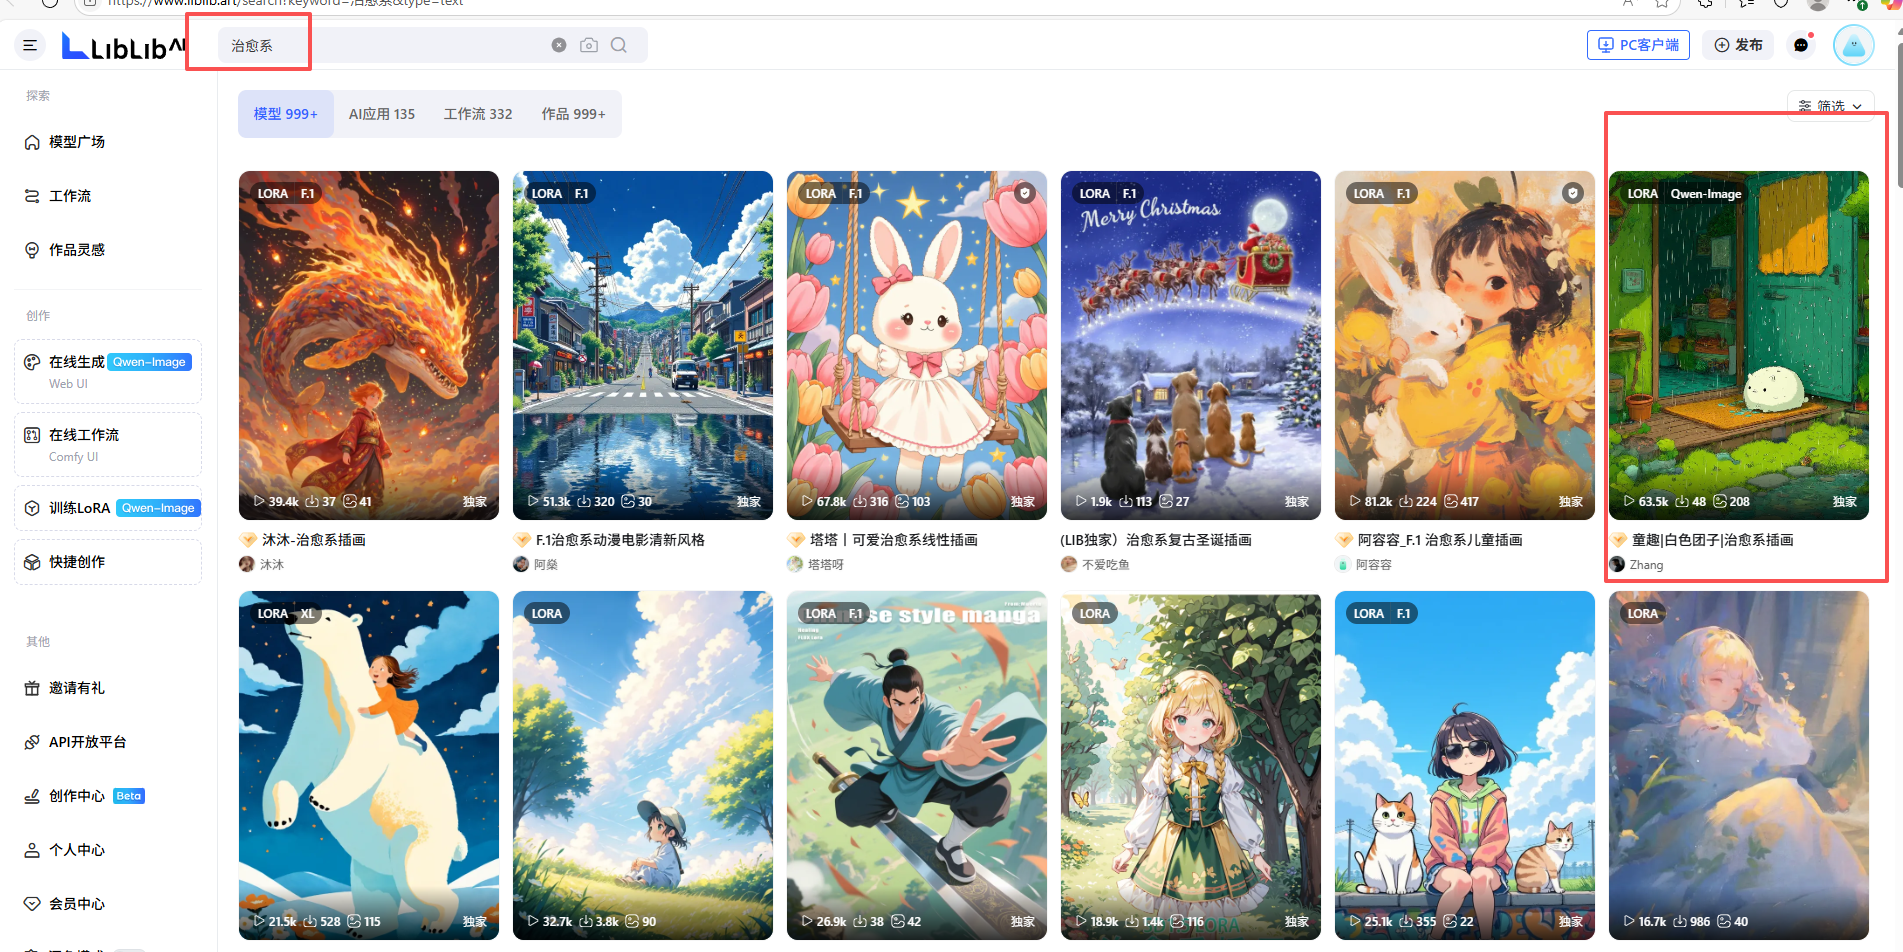 https://www.liblib.art/search?keyword=治愈系&type=text
LibLib AI
治愈系
PC客户端
发布
探索
模型广场
工作流
作品灵感
创作
在线生成 Qwen-Image
Web UI
在线工作流
Comfy UI
训练LoRA Qwen-Image
快捷创作
其他
邀请有礼
API开放平台
创作中心 Beta
个人中心
会员中心
模型 999+ AI应用 135 工作流 332 作品 999+
筛选
LORA F.1
39.4k 37 41 独家
沐沐-治愈系插画
沐沐
LORA F.1
51.3k 320 30 独家
F.1治愈系动漫电影清新风格
阿燊
LORA F.1
67.8k 316 103 独家
塔塔丨可爱治愈系线性插画
塔塔呀
LORA F.1
Merry Christmas
1.9k 113 27 独家
(LIB独家）治愈系复古圣诞插画
不爱吃鱼
LORA F.1
81.2k 224 417 独家
阿容容_F.1 治愈系儿童插画
阿容容
LORA Qwen-Image
63.5k 48 208 独家
童趣|白色团子|治愈系插画
Zhang
LORA XL
21.5k 528 115 独家
LORA
32.7k 3.8k 90
LORA F.1
se style manga
26.9k 38 42 独家
LORA
18.9k 1.4k 116 独家
LORA
LORA F.1
25.1k 355 22 独家
LORA
16.7k 986 40